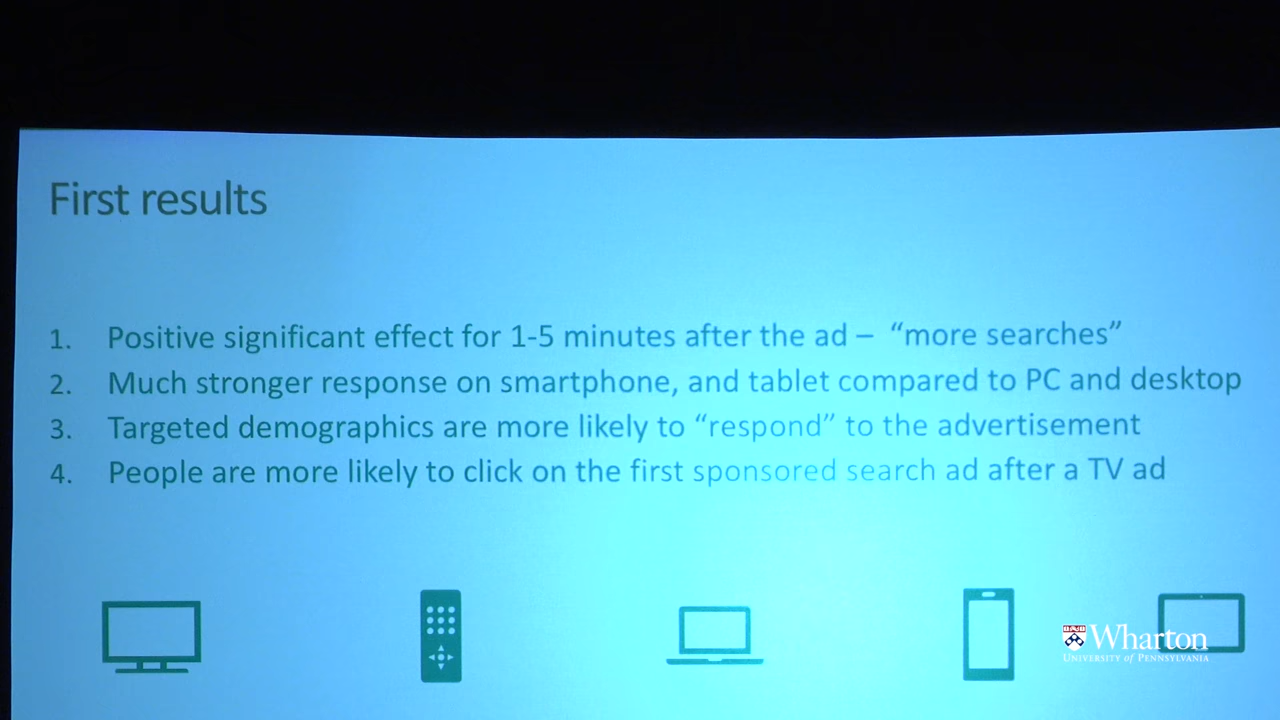 First results
1. Positive significant effect for 1-5 minutes after the ad – “more searches”
2. Much stronger response on smartphone, and tablet compared to PC and desktop
3. Targeted demographics are more likely to “respond” to the advertisement
4. People are more likely to click on the first sponsored search ad after a TV ad
Wharton
UNIVERSITY of PENNSYLVANIA